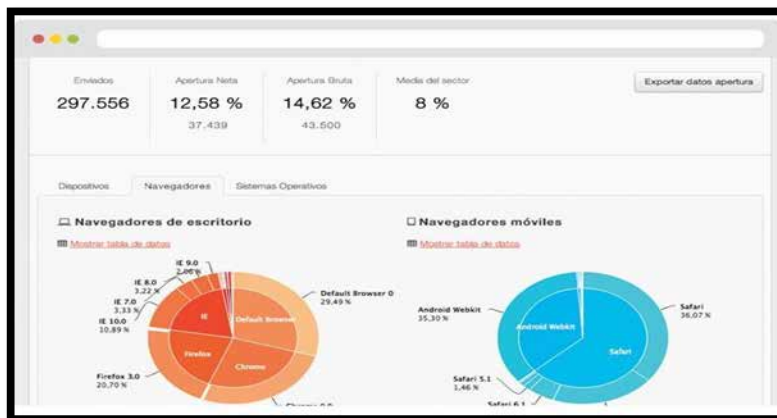 Enviados
Apertura Neta
Apertura Bruta
Media del sector
Exportar datos apertura
297.556
12,58 %
14,62 %
8 %
37.439
43.500
Dispositivos
Navegadores
Sistemas Operativos
Navegadores de escritorio
Mostrar tabla de datos
IE 9.0
2,06 %
IE 8.0
3,22 %
IE 7.0
3,33 %
IE 10.0
10,89 %
Firefox 3.0
20,70 %
IE
Default Browser
Firefox
Chrome
Default Browser 0
29,49 %
Navegadores móviles
Mostrar tabla de datos
Android Webkit
35,30 %
Android Webkit
Safari
Safari
36,07 %
Safari 5.1
1,46 %
Safari 6.1